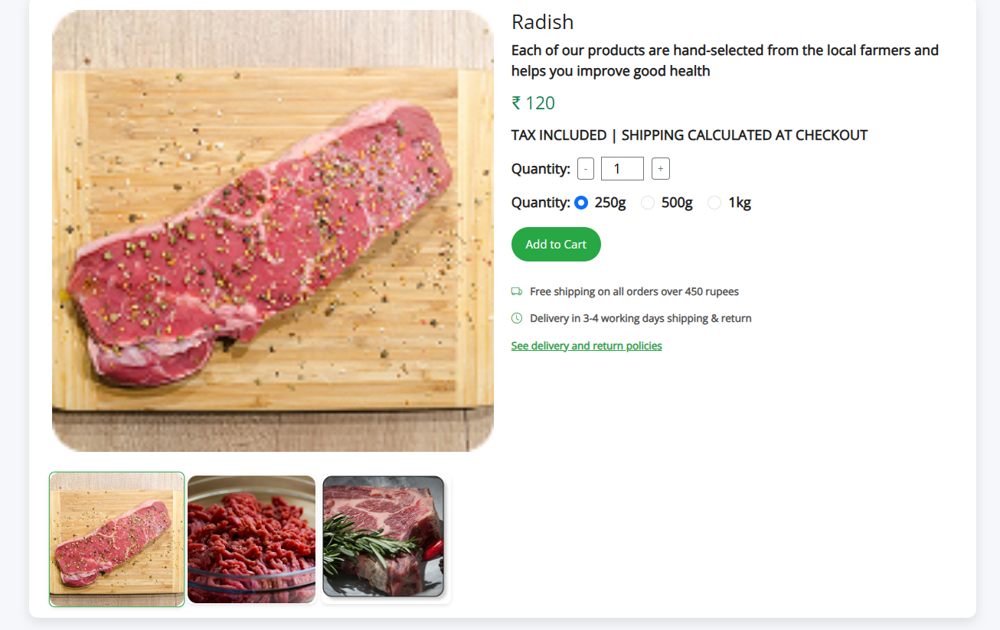 Radish
Each of our products are hand-selected from the local farmers and
helps you improve good health
₹ 120
TAX INCLUDED | SHIPPING CALCULATED AT CHECKOUT
Quantity: - 1 +
Quantity: 250g 500g 1kg
Add to Cart
Free shipping on all orders over 450 rupees
Delivery in 3-4 working days shipping & return
See delivery and return policies